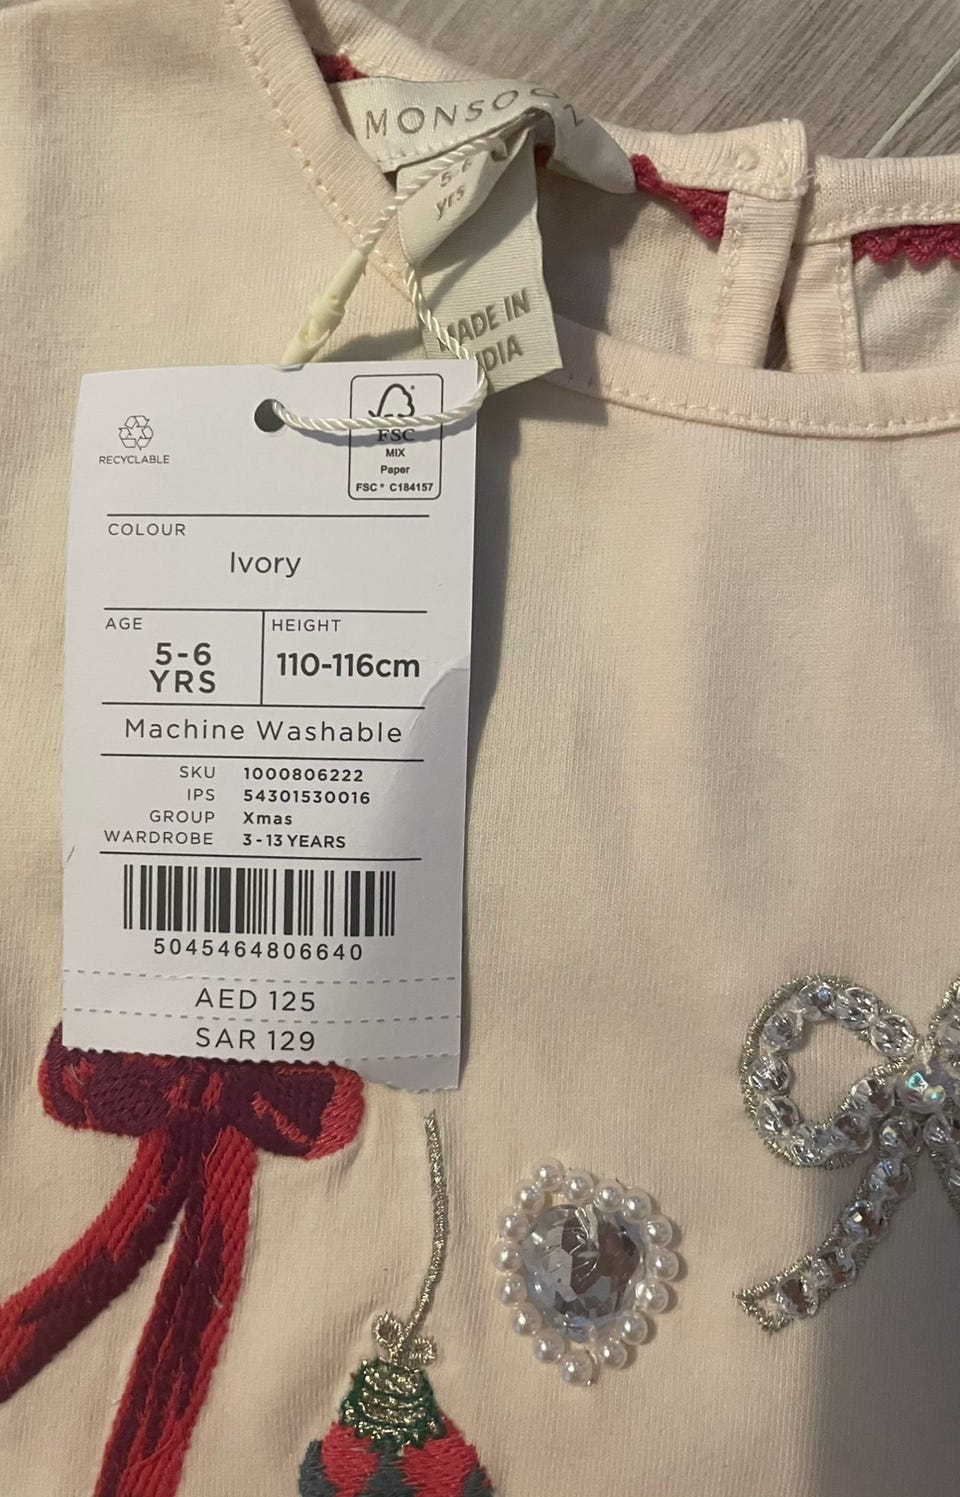 MONSOO
5-6
yrs
MADE IN
INDIA
RECYCLABLE
FSC
MIX
Paper
FSC® C184157
COLOUR
Ivory
AGE
5-6
YRS
HEIGHT
110-116cm
Machine Washable
SKU 1000806222
IPS 54301530016
GROUP Xmas
WARDROBE 3-13 YEARS
5045464806640
AED 125
SAR 129